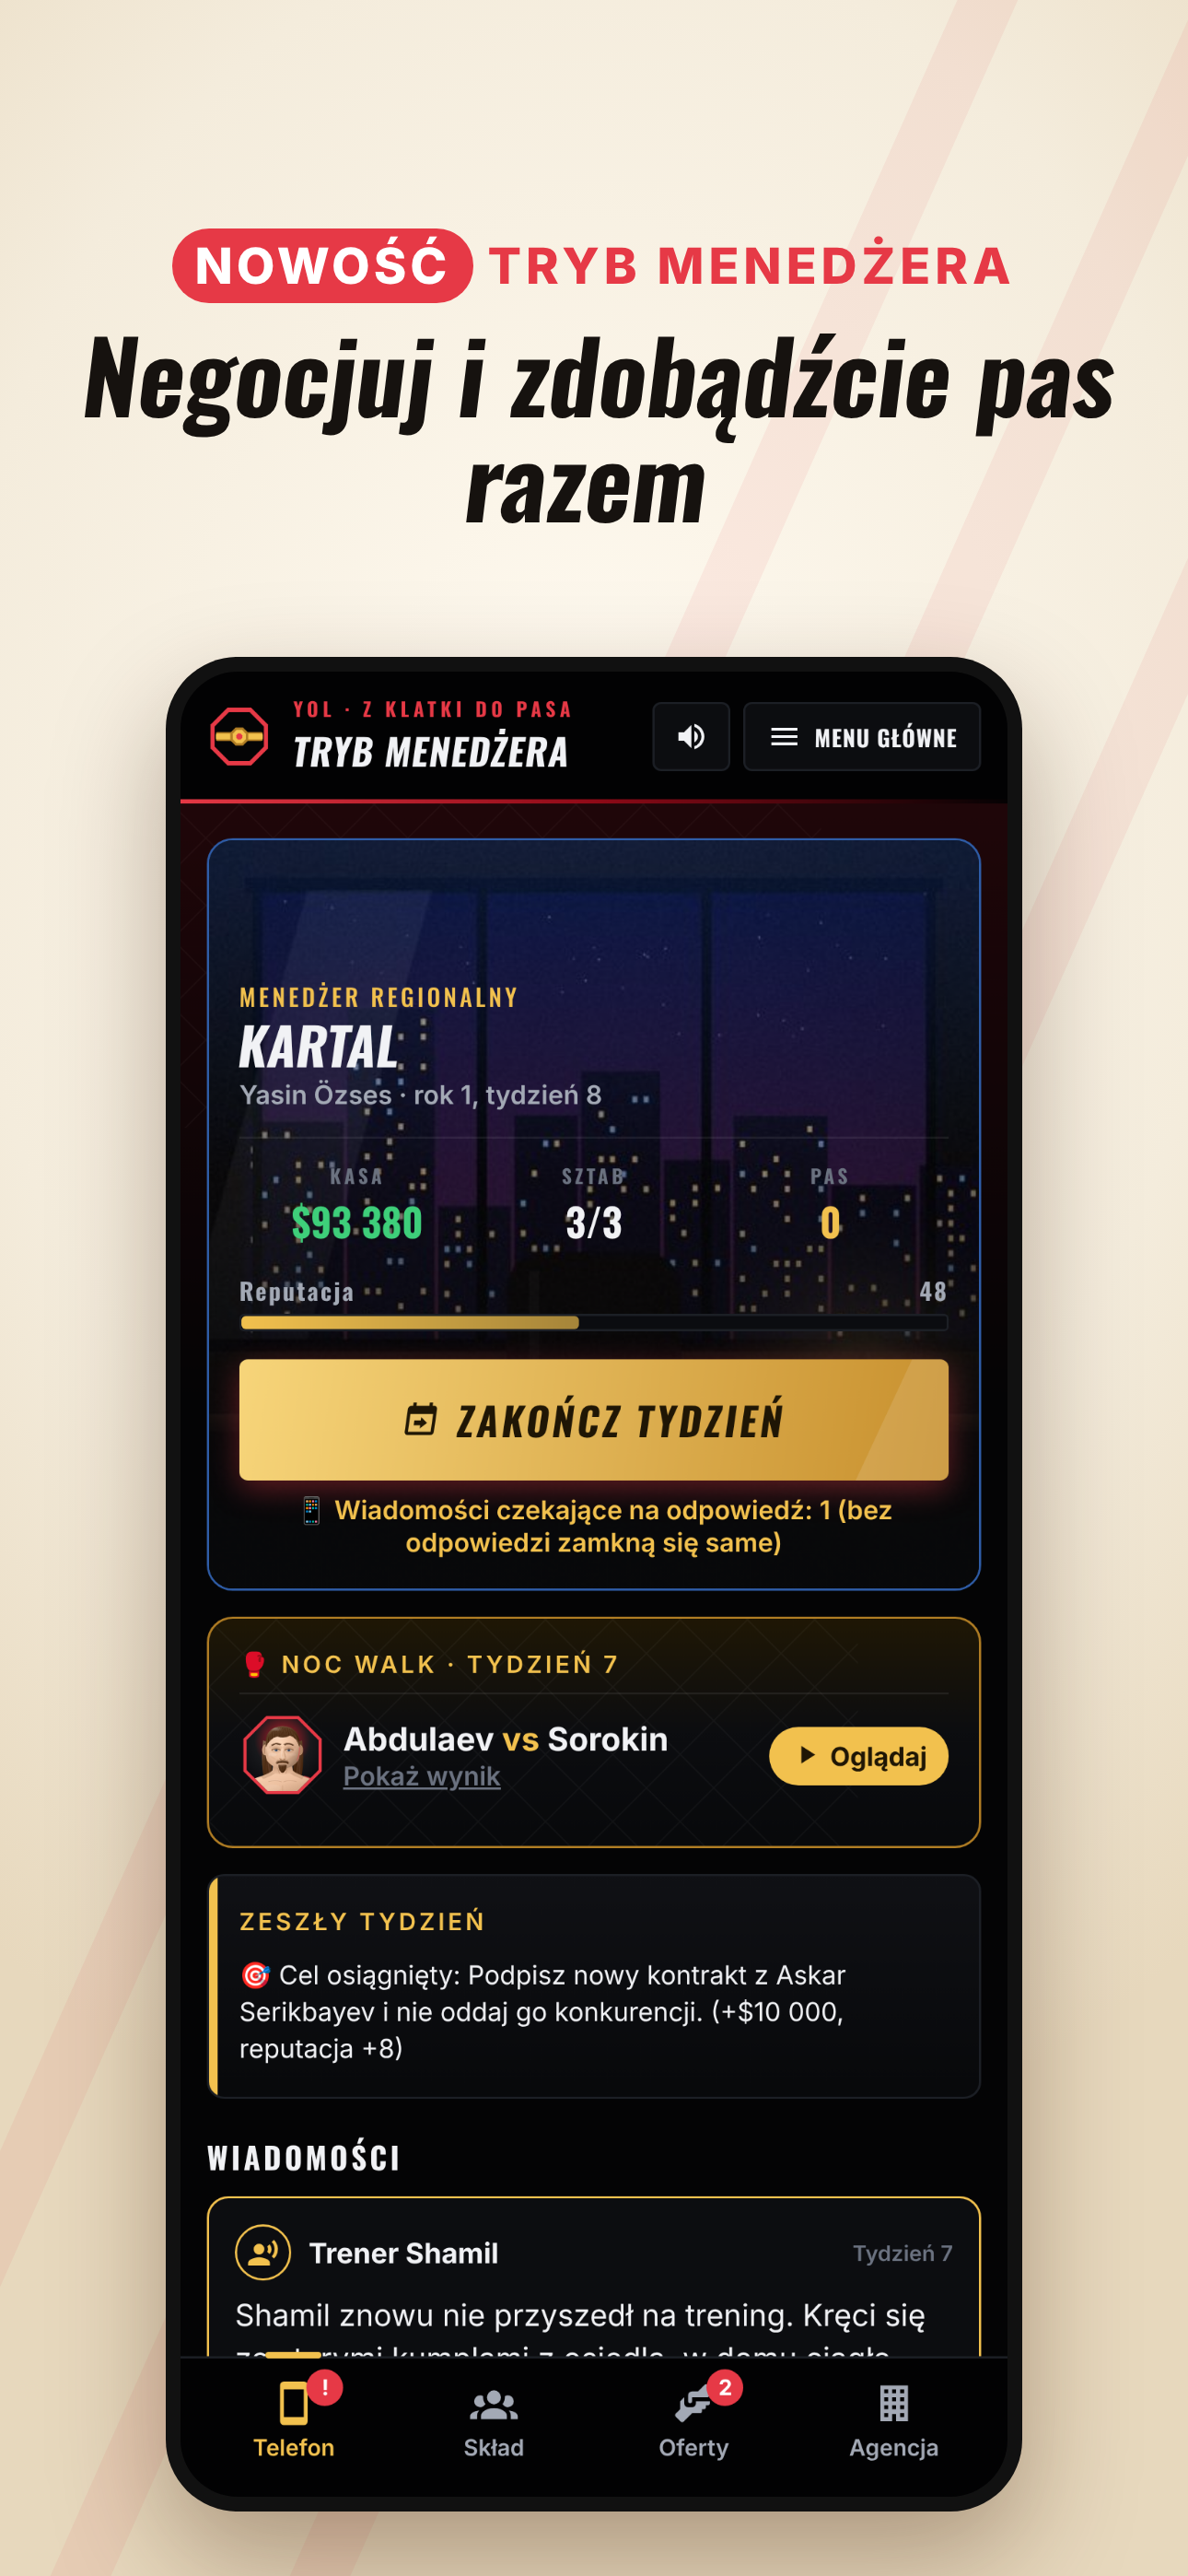 NOWOŚĆ TRYB MENEDŻERA
Negocjuj i zdobądźcie pas
razem
YOL · Z KLATKI DO PASA
TRYB MENEDŻERA
MENU GŁÓWNE
MENEDŻER REGIONALNY
KARTAL
Yasin Özses · rok 1, tydzień 8
KASA SZTAB PAS
$93 380 3/3 0
Reputacja 48
ZAKOŃCZ TYDZIEŃ
Wiadomości czekające na odpowiedź: 1 (bez
odpowiedzi zamkną się same)
NOC WALK · TYDZIEŃ 7
Abdulaev vs Sorokin
Pokaż wynik
Oglądaj
ZESZŁY TYDZIEŃ
Cel osiągnięty: Podpisz nowy kontrakt z Askar
Serikbayev i nie oddaj go konkurencji. (+$10 000,
reputacja +8)
WIADOMOŚCI
Trener Shamil Tydzień 7
Shamil znowu nie przyszedł na trening. Kręci się
kumplami z osiedla, w domu ciągle
! 2
Telefon Skład Oferty Agencja